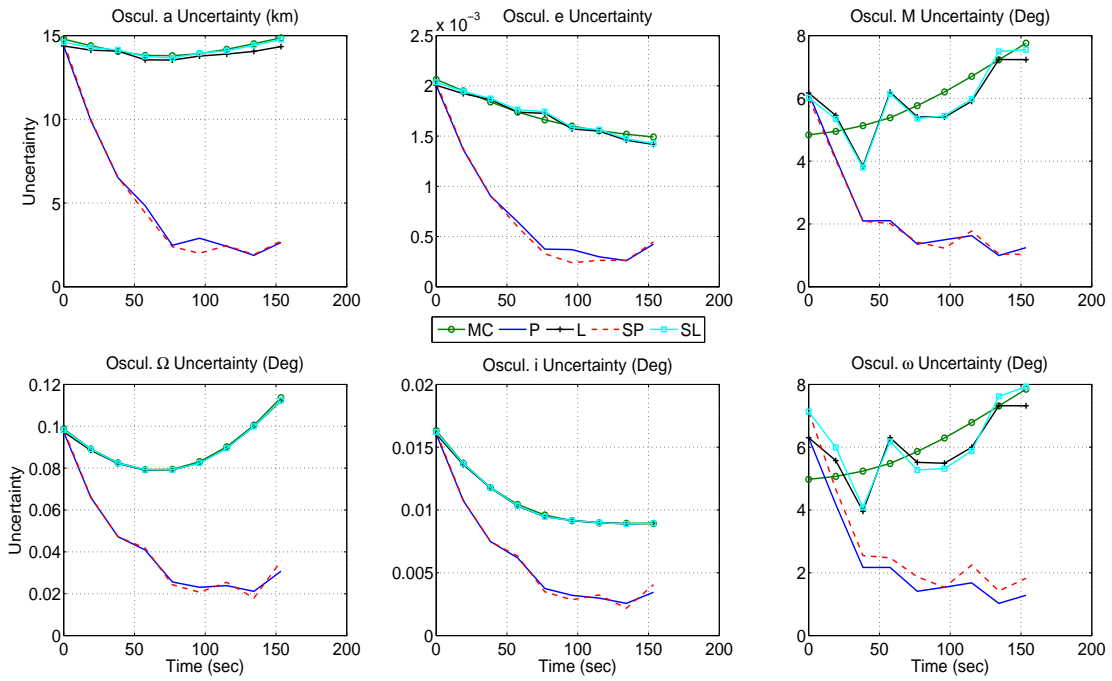 Oscul. a Uncertainty (km)
Uncertainty
15
10
5
0
0 50 100 150 200
Oscul. e Uncertainty
x 10⁻³
2.5
2
1.5
1
0.5
0
0 50 100 150 200
Oscul. M Uncertainty (Deg)
8
6
4
2
0
0 50 100 150 200
MC P L SP SL
Oscul. Ω Uncertainty (Deg)
Uncertainty
0.12
0.1
0.08
0.06
0.04
0.02
0
0 50 100 150 200
Time (sec)
Oscul. i Uncertainty (Deg)
0.02
0.015
0.01
0.005
0
0 50 100 150 200
Time (sec)
Oscul. ω Uncertainty (Deg)
8
6
4
2
0
0 50 100 150 200
Time (sec)